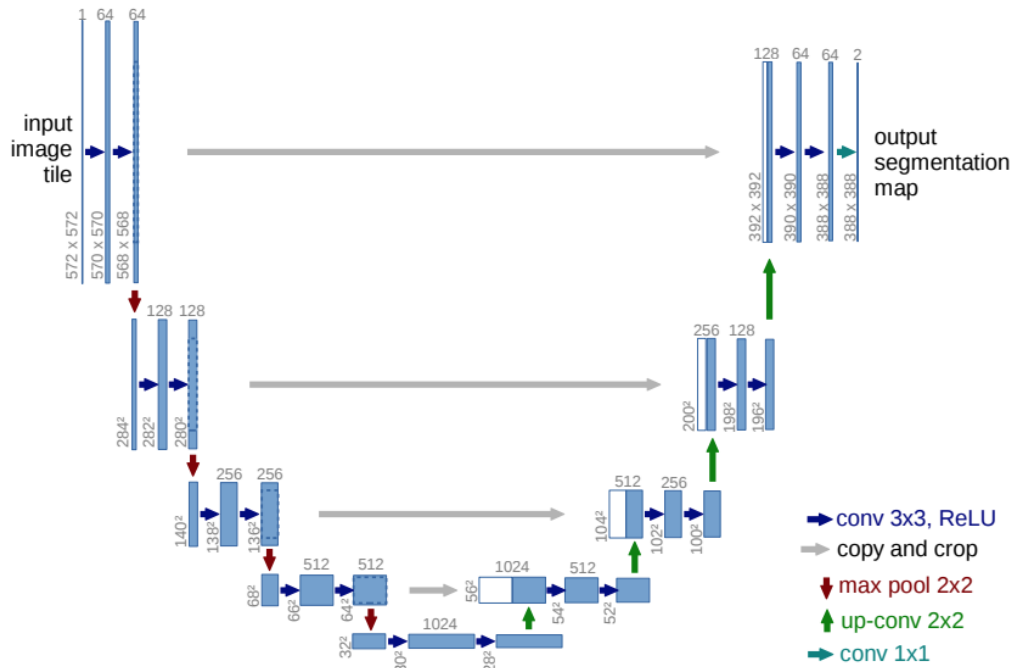 1 64 64
128 64 64 2
input
image
tile
output
segmentation
map
572 x 572
570 x 570
568 x 568
392 x 392
390 x 390
388 x 388
388 x 388
128 128
256 128
284²
282²
280²
200²
198²
196²
256 256
512 256
140²
138²
136²
104²
102²
100²
512 512
1024 512
68²
66²
64²
56²
54²
52²
1024
32²
conv 3x3, ReLU
copy and crop
max pool 2x2
up-conv 2x2
conv 1x1